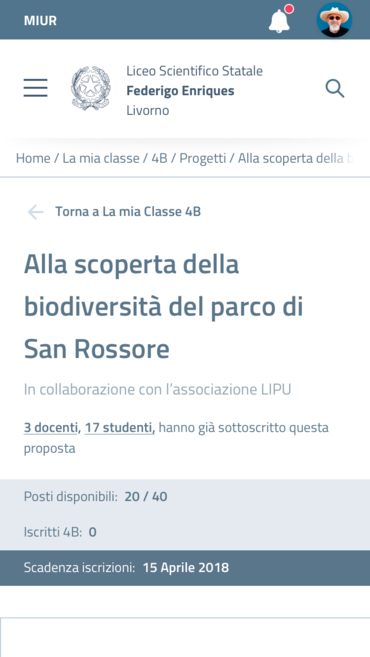 MIUR
Liceo Scientifico Statale
Federigo Enriques
Livorno
Home / La mia classe / 4B / Progetti / Alla scoperta della b
Torna a La mia Classe 4B
Alla scoperta della
biodiversità del parco di
San Rossore
In collaborazione con l'associazione LIPU
3 docenti, 17 studenti, hanno già sottoscritto questa
proposta
Posti disponibili: 20 / 40
Iscritti 4B: 0
Scadenza iscrizioni: 15 Aprile 2018